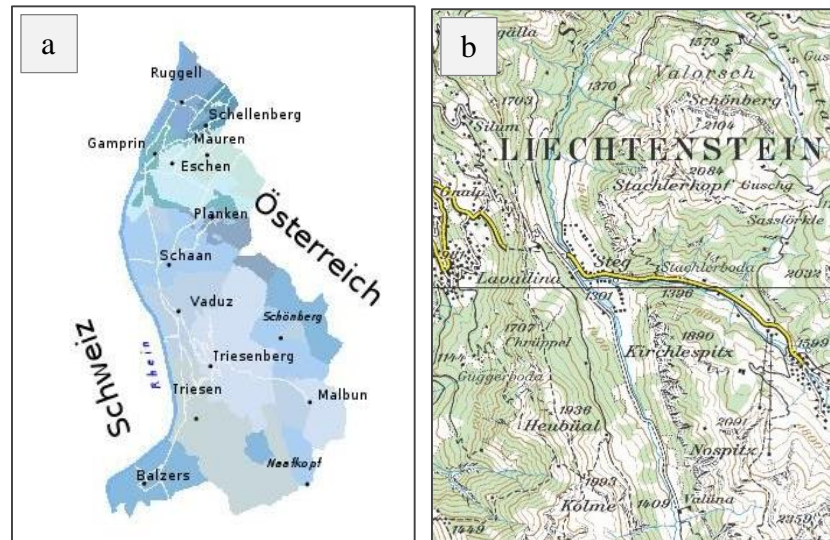 a
Ruggell
Schellenberg
Gamprin
Mauren
Eschen
Österreich
Planken
Schaan
Vaduz
Schönberg
Schweiz
Rhein
Triesenberg
Triesen
Malbun
Balzers
Naafkopf
b
1579
Valorsch
1370
1703
Schönberg
2104
Silum
LIECHTENSTEIN
2084
Stachlerkopf
Guschg
Gnalp
Sasslörkle
Steg
Stachlerboda
2032
1301
1396
1707
Chrüppel
1890
1599
Kirchlespitz
Guggerboda
1936
Heubüal
2091
Nospitz
1993
Kolme
1409
Valüna
2359
1449